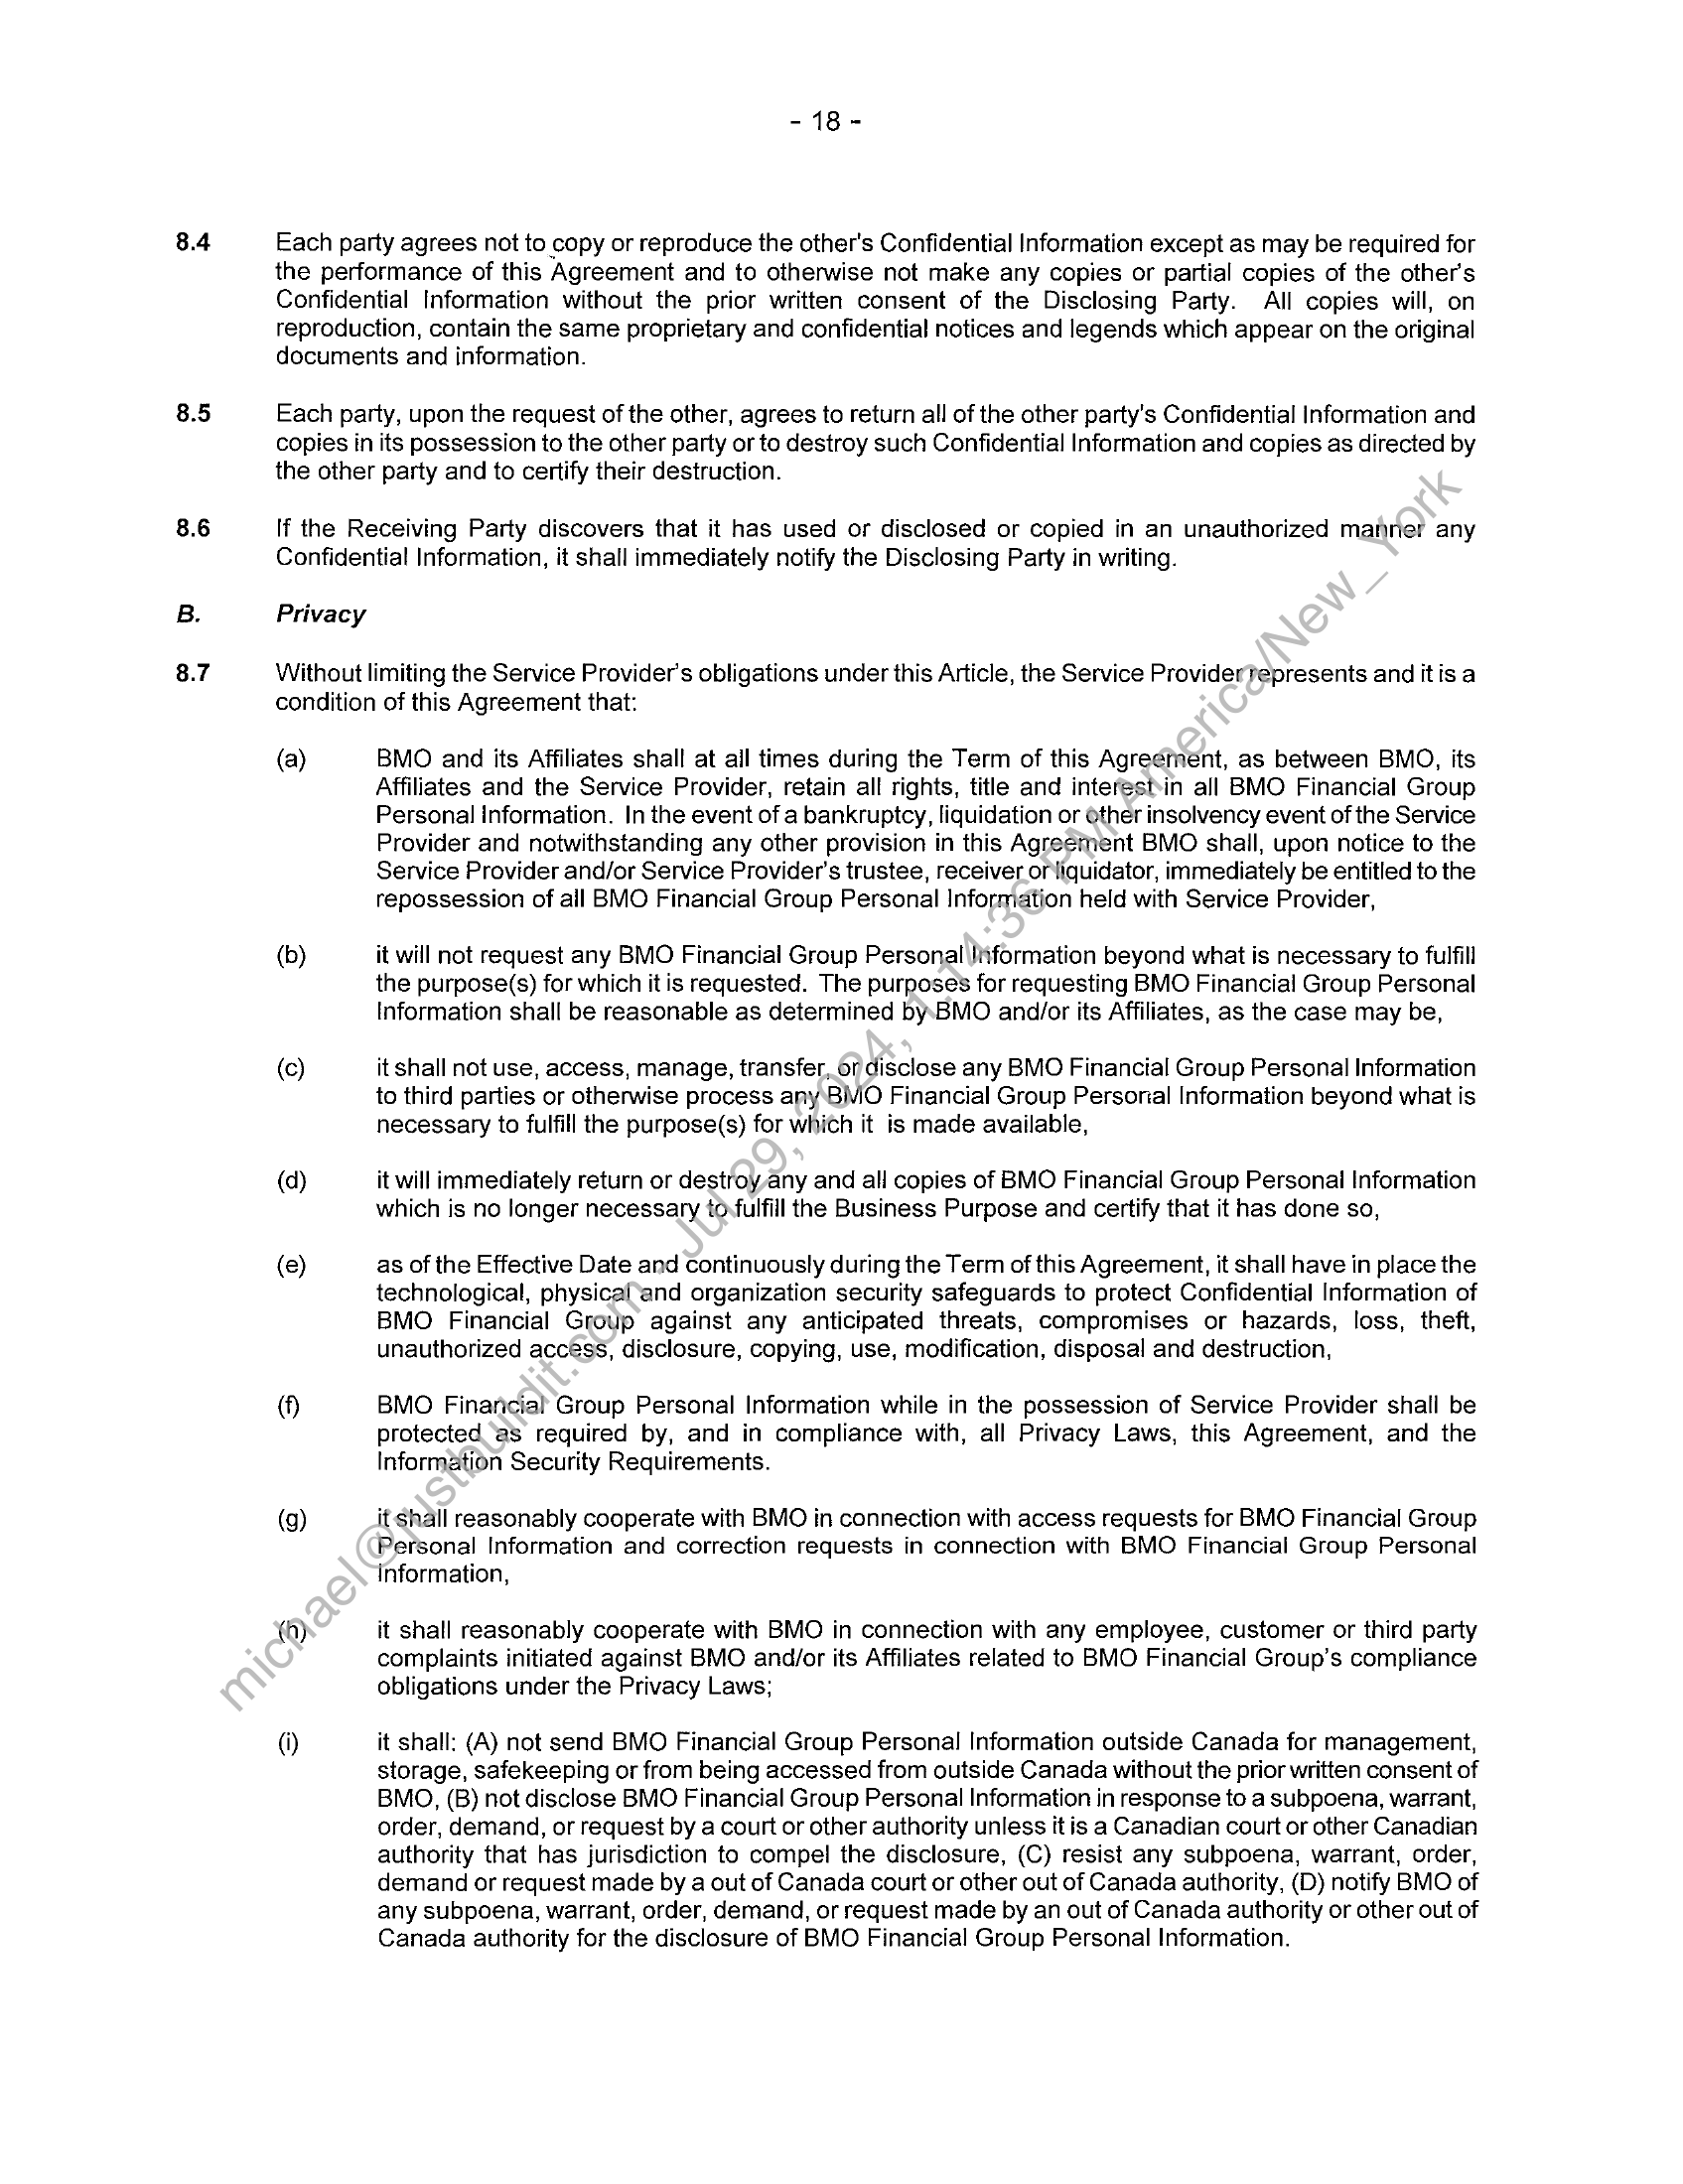 - 18 -
8.4 Each party agrees not to copy or reproduce the other's Confidential Information except as may be required for
the performance of this Agreement and to otherwise not make any copies or partial copies of the other's
Confidential Information without the prior written consent of the Disclosing Party. All copies will, on
reproduction, contain the same proprietary and confidential notices and legends which appear on the original
documents and information.
8.5 Each party, upon the request of the other, agrees to return all of the other party's Confidential Information and
copies in its possession to the other party or to destroy such Confidential Information and copies as directed by
the other party and to certify their destruction.
8.6 If the Receiving Party discovers that it has used or disclosed or copied in an unauthorized manner any
Confidential Information, it shall immediately notify the Disclosing Party in writing.
B. Privacy
8.7 Without limiting the Service Provider's obligations under this Article, the Service Provider represents and it is a
condition of this Agreement that:
(a) BMO and its Affiliates shall at all times during the Term of this Agreement, as between BMO, its
Affiliates and the Service Provider, retain all rights, title and interest in all BMO Financial Group
Personal Information. In the event of a bankruptcy, liquidation or other insolvency event of the Service
Provider and notwithstanding any other provision in this Agreement BMO shall, upon notice to the
Service Provider and/or Service Provider's trustee, receiver or liquidator, immediately be entitled to the
repossession of all BMO Financial Group Personal Information held with Service Provider,
(b) it will not request any BMO Financial Group Personal Information beyond what is necessary to fulfill
the purpose(s) for which it is requested. The purposes for requesting BMO Financial Group Personal
Information shall be reasonable as determined by BMO and/or its Affiliates, as the case may be,
(c) it shall not use, access, manage, transfer, or disclose any BMO Financial Group Personal Information
to third parties or otherwise process any BMO Financial Group Personal Information beyond what is
necessary to fulfill the purpose(s) for which it is made available,
(d) it will immediately return or destroy any and all copies of BMO Financial Group Personal Information
which is no longer necessary to fulfill the Business Purpose and certify that it has done so,
(e) as of the Effective Date and continuously during the Term of this Agreement, it shall have in place the
technological, physical and organization security safeguards to protect Confidential Information of
BMO Financial Group against any anticipated threats, compromises or hazards, loss, theft,
unauthorized access, disclosure, copying, use, modification, disposal and destruction,
(f) BMO Financial Group Personal Information while in the possession of Service Provider shall be
protected as required by, and in compliance with, all Privacy Laws, this Agreement, and the
Information Security Requirements.
(g) it shall reasonably cooperate with BMO in connection with access requests for BMO Financial Group
Personal Information and correction requests in connection with BMO Financial Group Personal
Information,
(h) it shall reasonably cooperate with BMO in connection with any employee, customer or third party
complaints initiated against BMO and/or its Affiliates related to BMO Financial Group's compliance
obligations under the Privacy Laws;
(i) it shall: (A) not send BMO Financial Group Personal Information outside Canada for management,
storage, safekeeping or from being accessed from outside Canada without the prior written consent of
BMO, (B) not disclose BMO Financial Group Personal Information in response to a subpoena, warrant,
order, demand, or request by a court or other authority unless it is a Canadian court or other Canadian
authority that has jurisdiction to compel the disclosure, (C) resist any subpoena, warrant, order,
demand or request made by a out of Canada court or other out of Canada authority, (D) notify BMO of
any subpoena, warrant, order, demand, or request made by an out of Canada authority or other out of
Canada authority for the disclosure of BMO Financial Group Personal Information.
michael@justbuildit.com - Jul 29, 2024, 1:14:36 PM America/New_York